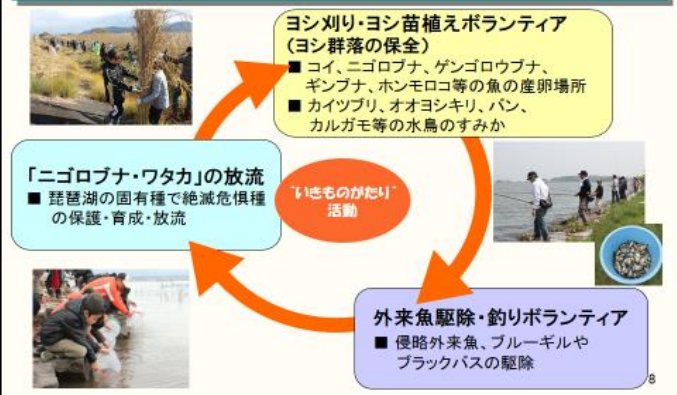 ヨシ刈り・ヨシ苗植えボランティア
(ヨシ群落の保全)
■ コイ、ニゴロブナ、ゲンゴロウブナ、
ギンブナ、ホンモロコ等の魚の産卵場所
■ カイツブリ、オオヨシキリ、バン、
カルガモ等の水鳥のすみか
「ニゴロブナ・ワタカ」の放流
■ 琵琶湖の固有種で絶滅危惧種
の保護・育成・放流
"いきものがたり"
活動
外来魚駆除・釣りボランティア
■ 侵略外来魚、ブルーギルや
ブラックバスの駆除
8